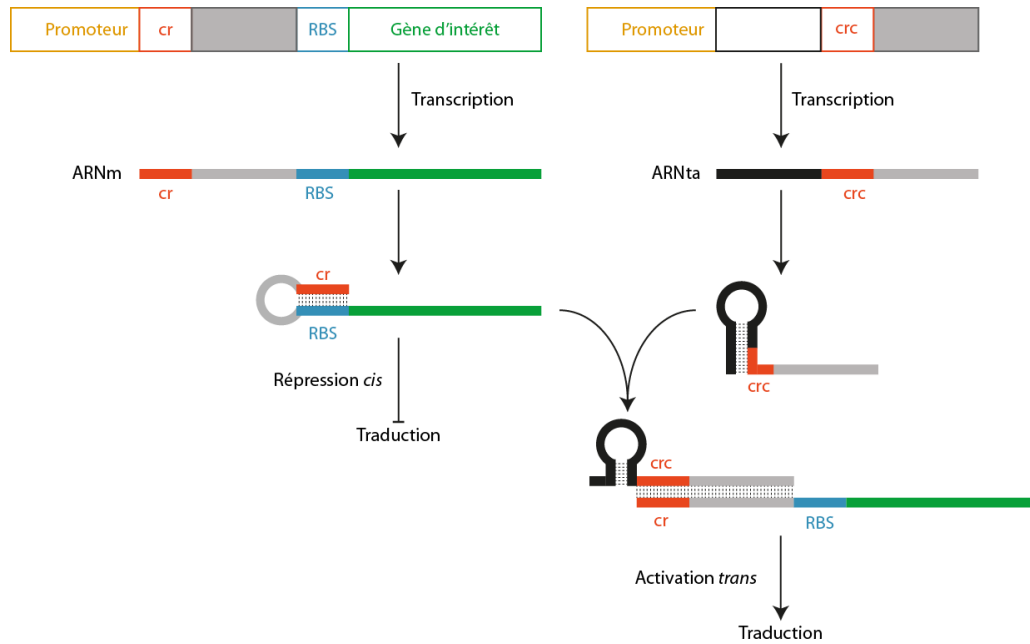 Promoteur cr RBS Gène d'intérêt
Promoteur crc
Transcription
Transcription
ARNm
cr
RBS
ARNta
crc
cr
RBS
crc
Répression cis
Traduction
crc
cr
RBS
Activation trans
Traduction